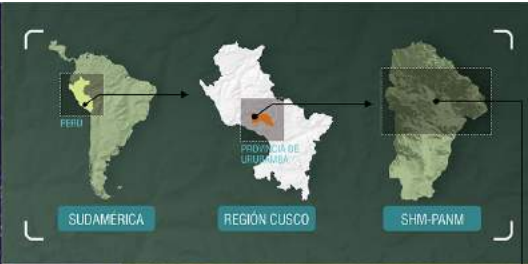 PERÚ
PROVINCIA DE
URUBAMBA
SUDAMÉRICA
REGIÓN CUSCO
SHM-PANM